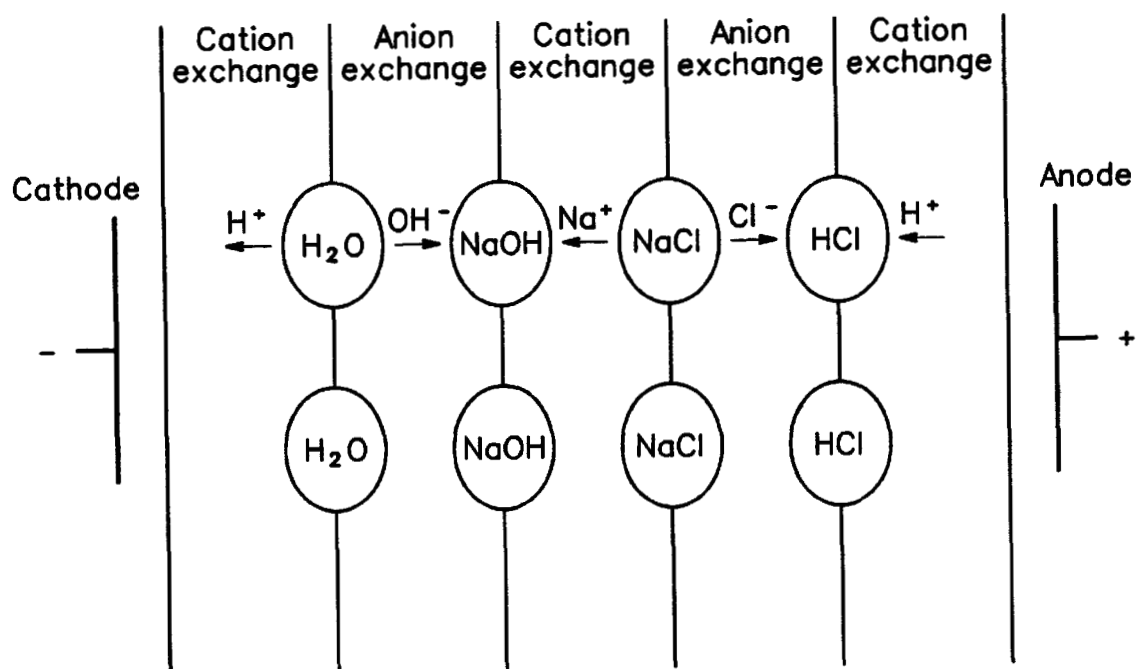 Cation exchange
Anion exchange
Cation exchange
Anion exchange
Cation exchange
Cathode
Anode
H⁺
H₂O
OH⁻
NaOH
Na⁺
NaCl
Cl⁻
HCl
H⁺
-
+
H₂O
NaOH
NaCl
HCl